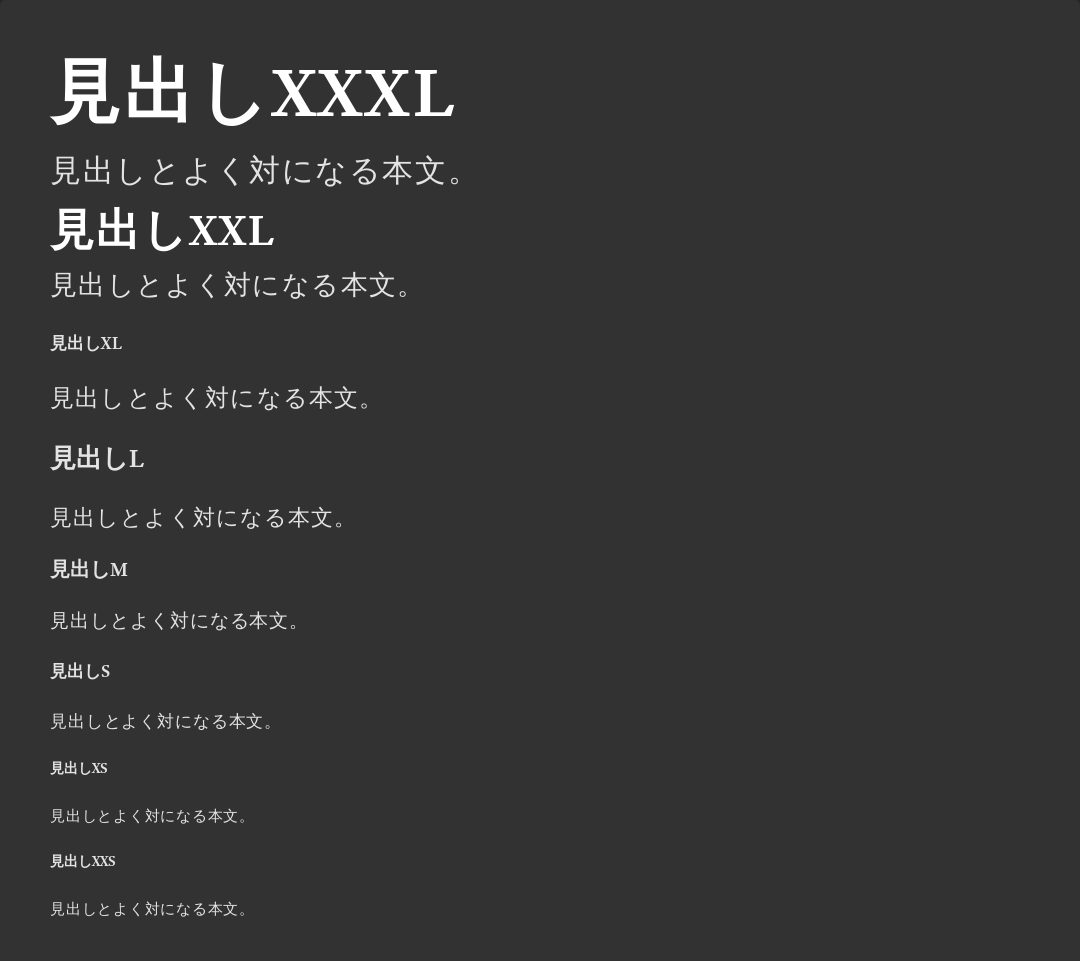 見出しXXXL
見出しとよく対になる本文。
見出しXXL
見出しとよく対になる本文。
見出しXL
見出しとよく対になる本文。
見出しL
見出しとよく対になる本文。
見出しM
見出しとよく対になる本文。
見出しS
見出しとよく対になる本文。
見出しXS
見出しとよく対になる本文。
見出しXXS
見出しとよく対になる本文。